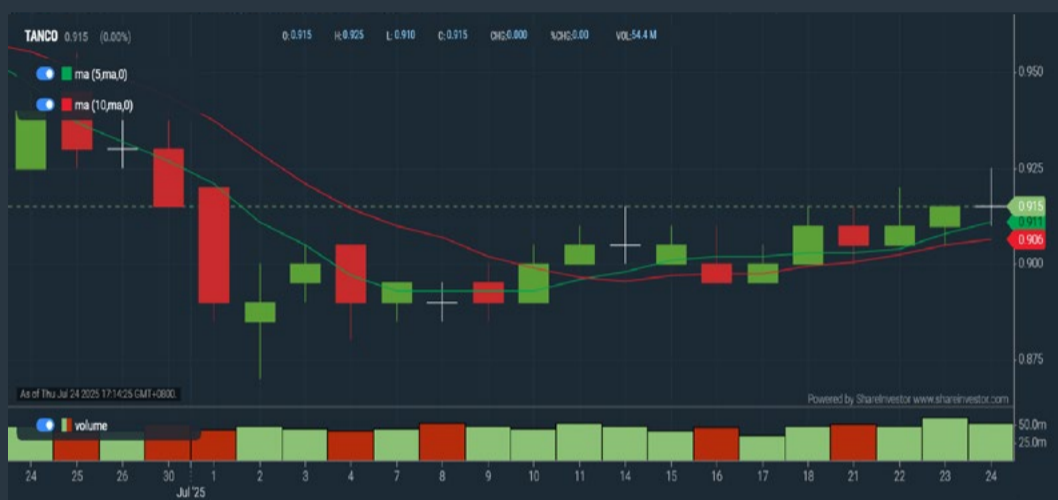 TANCO 0.915 (0.00%) O: 0.915 H: 0.925 L: 0.910 C: 0.915 CHG: 0.000 %CHG: 0.00 VOL: 54.4 M
ma (5,ma,0)
ma (10,ma,0)
0.950
0.925
0.915
0.911
0.906
0.900
0.875
As of Thu Jul 24 2025 17:14:25 GMT+0800.
Powered by ShareInvestor www.shareinvestor.com
volume
50.0m
25.0m
24 25 26 30 1 2 3 4 7 8 9 10 11 14 15 16 17 18 21 22 23 24
Jul '25